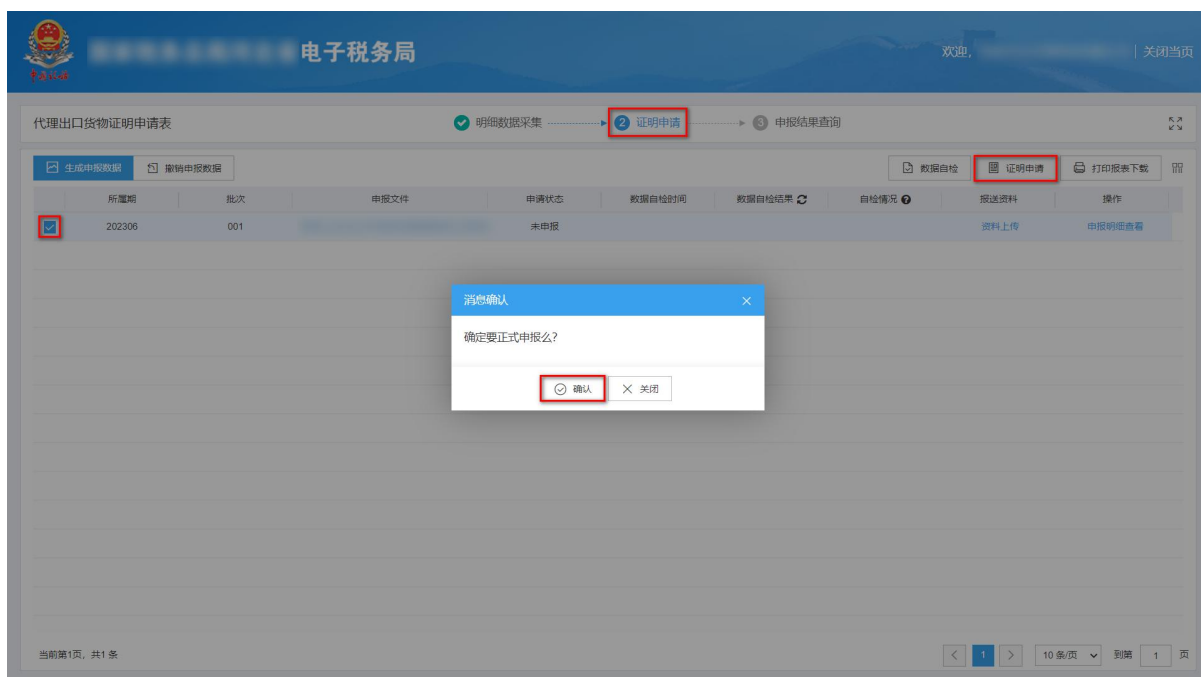 电子税务局
欢迎,
关闭当页
代理出口货物证明申请表
明细数据采集
2 证明申请
3 申报结果查询
生成申报数据 撤销申报数据 数据自检 证明申请 打印报表下载
所属期 批次 申报文件 申请状态 数据自检时间 数据自检结果 自检情况 ? 报送资料 操作
202306 001 未申报 资料上传 申报明细查看
消息确认
确定要正式申报么?
确认 关闭
当前第1页, 共1 条 1 10 条/页 到第 1 页